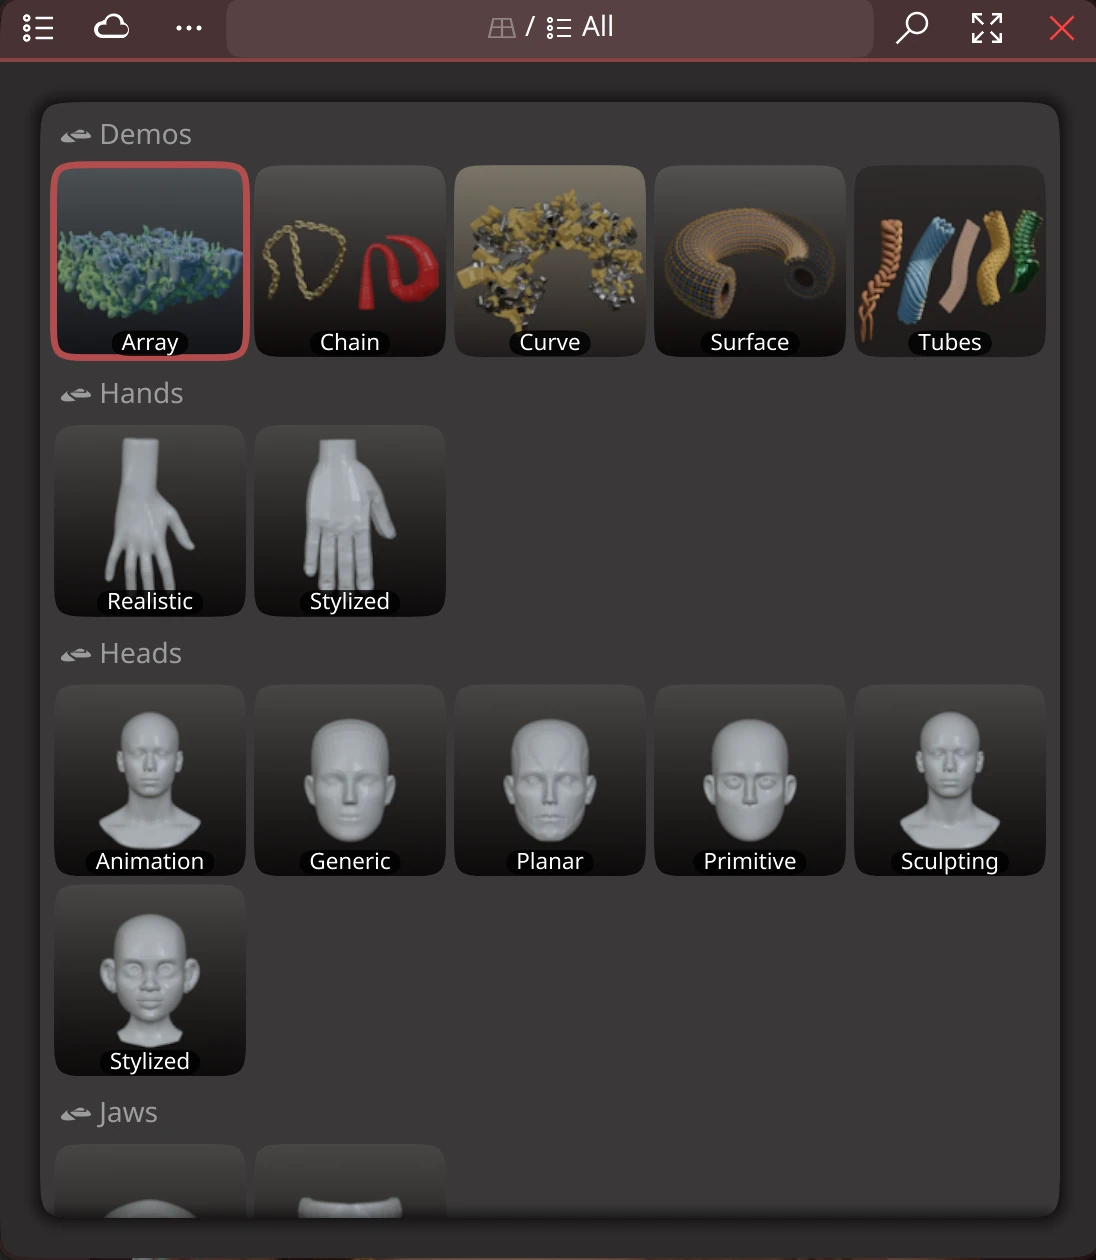 / All
Demos
Array
Chain
Curve
Surface
Tubes
Hands
Realistic
Stylized
Heads
Animation
Generic
Planar
Primitive
Sculpting
Stylized
Jaws